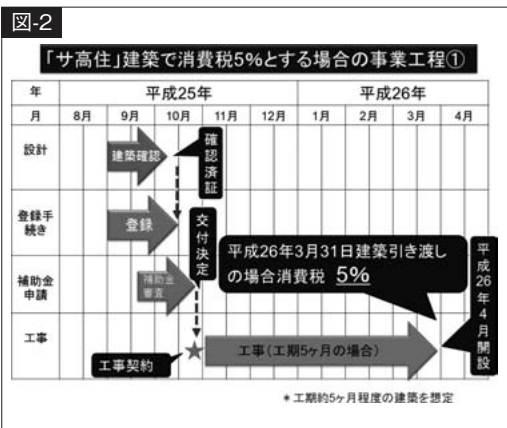 図-2
「サ高住」建築で消費税5%とする場合の事業工程①
年 平成25年 平成26年
月 8月 9月 10月 11月 12月 1月 2月 3月 4月
設計
建築確認
確認済証
登録手続き
登録
交付決定
補助金申請
補助金審査
平成26年3月31日建築引き渡し
の場合消費税 5%
平成26年4月開設
工事
工事契約
工事(工期5ヶ月の場合)
*工期約5ヶ月程度の建築を想定